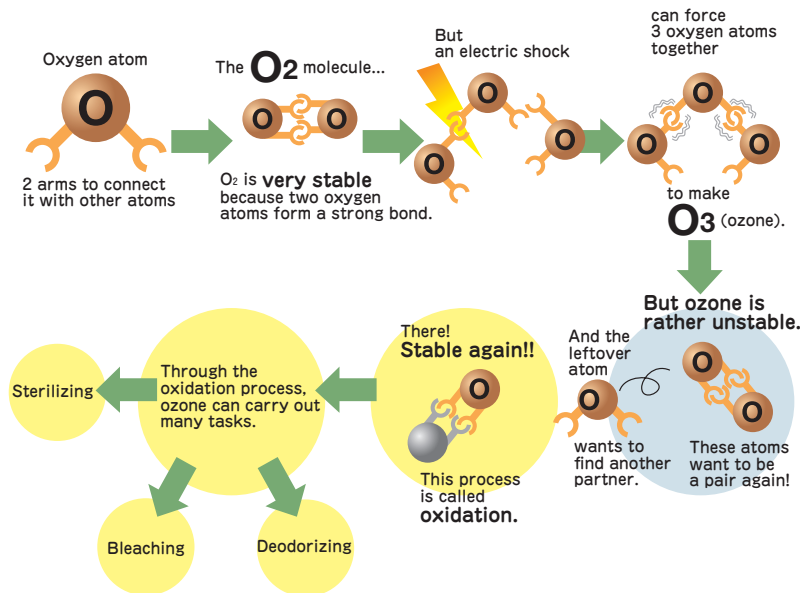 Oxygen atom
O
2 arms to connect
it with other atoms
The O2 molecule...
O O
O2 is very stable
because two oxygen
atoms form a strong bond.
But
an electric shock
O
O
O
can force
3 oxygen atoms
together
O
O O
to make
O3 (ozone).
But ozone is
rather unstable.
And the
leftover
atom
O
wants to
find another
partner.
O
O
These atoms
want to be
a pair again!
There!
Stable again!!
O
This process
is called
oxidation.
Through the
oxidation process,
ozone can carry out
many tasks.
Sterilizing
Bleaching
Deodorizing